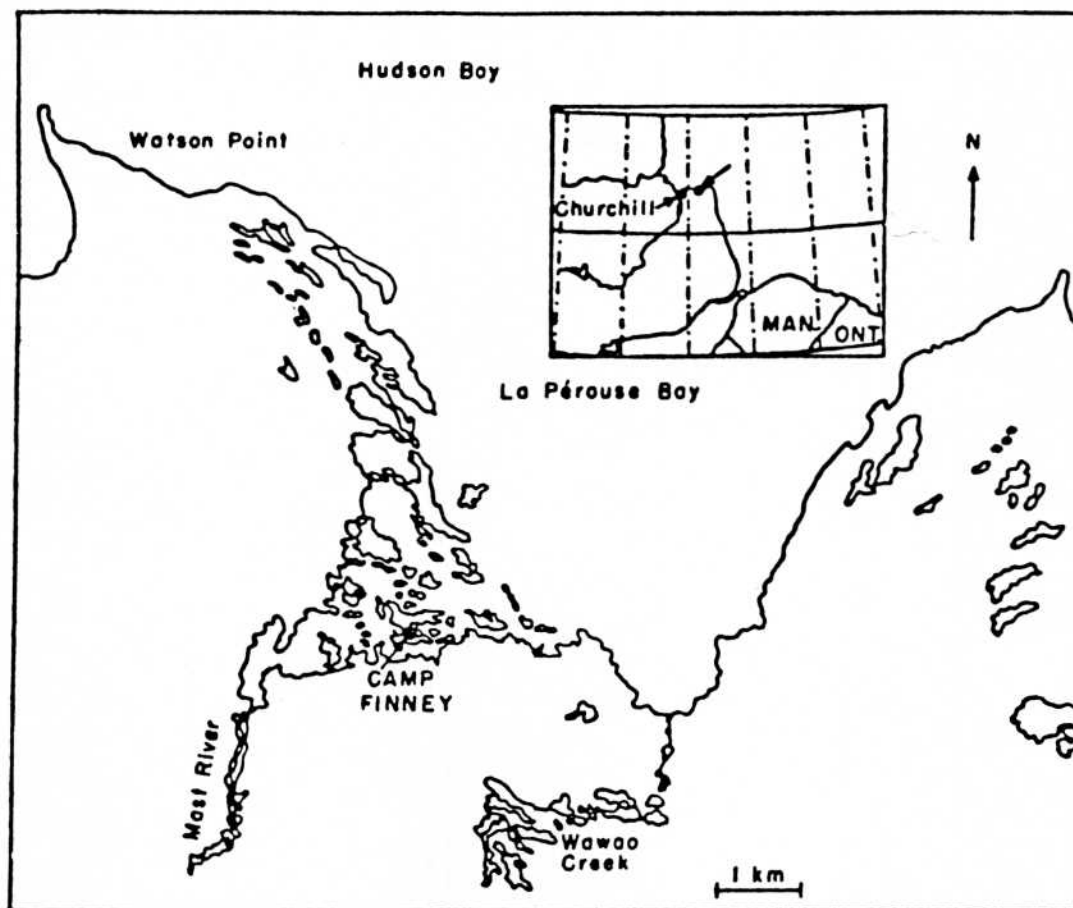 Hudson Bay
Watson Point
N
Churchill
MAN.
ONT
La Pérouse Bay
CAMP
FINNEY
Mast River
Wawao
Creek
1 km